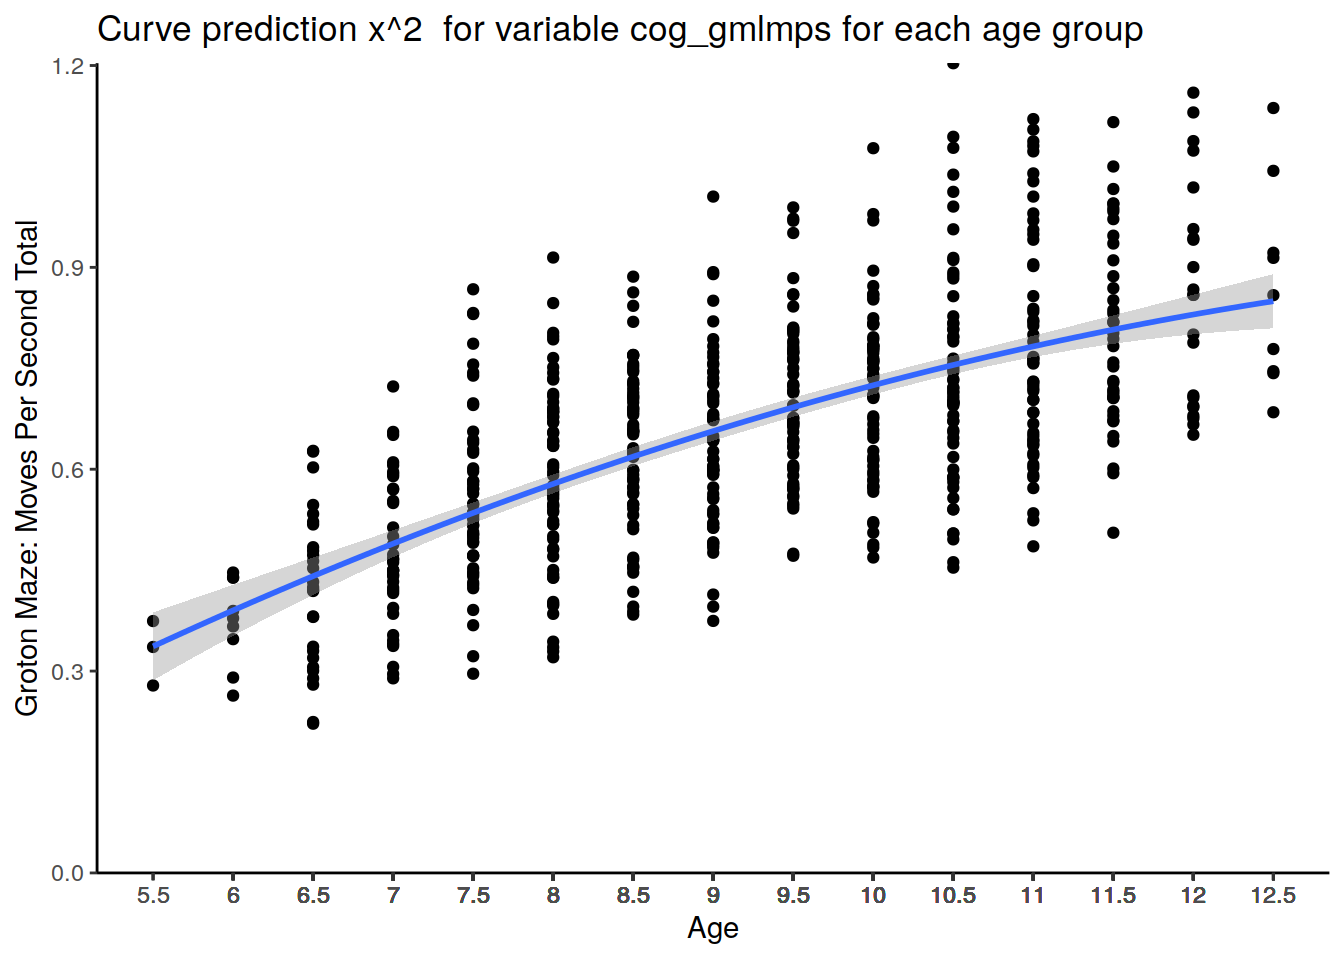 Curve prediction x^2  for variable cog_gmlmps for each age group
1.2
0.9
0.6
0.3
0.0
Groton Maze: Moves Per Second Total
5.5 6 6.5 7 7.5 8 8.5 9 9.5 10 10.5 11 11.5 12 12.5
Age